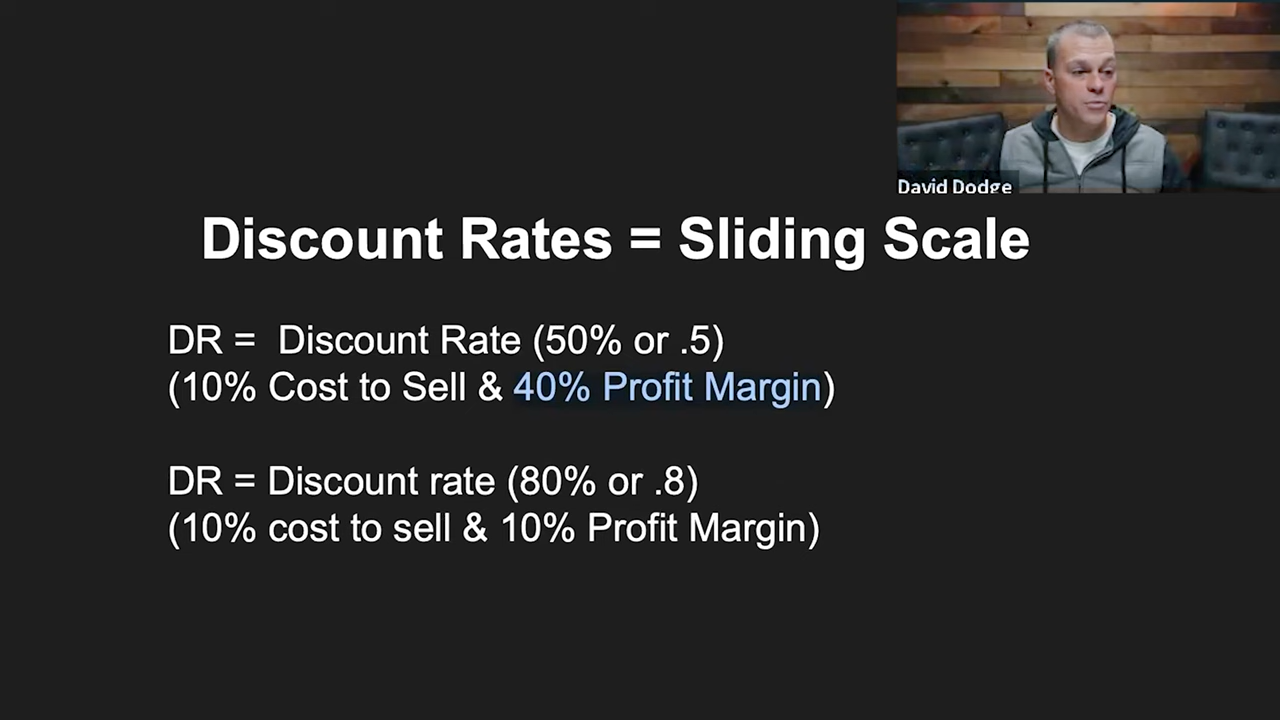 David Dodge
Discount Rates = Sliding Scale
DR = Discount Rate (50% or .5)
(10% Cost to Sell & 40% Profit Margin)
DR = Discount rate (80% or .8)
(10% cost to sell & 10% Profit Margin)